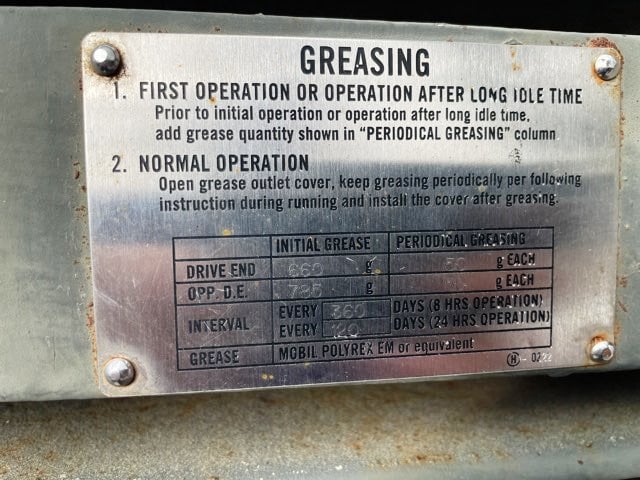 GREASING
1. FIRST OPERATION OR OPERATION AFTER LONG IDLE TIME
Prior to initial operation or operation after long idle time,
add grease quantity shown in "PERIODICAL GREASING" column
2. NORMAL OPERATION
Open grease outlet cover, keep greasing periodically per following
instruction during running and install the cover after greasing.
INITIAL GREASE PERIODICAL GREASING
DRIVE END g g EACH
OPP. D.E. g g EACH
INTERVAL EVERY 360 DAYS (8 HRS OPERATION)
EVERY 120 DAYS (24 HRS OPERATION)
GREASE MOBIL POLYREX EM or equivalent